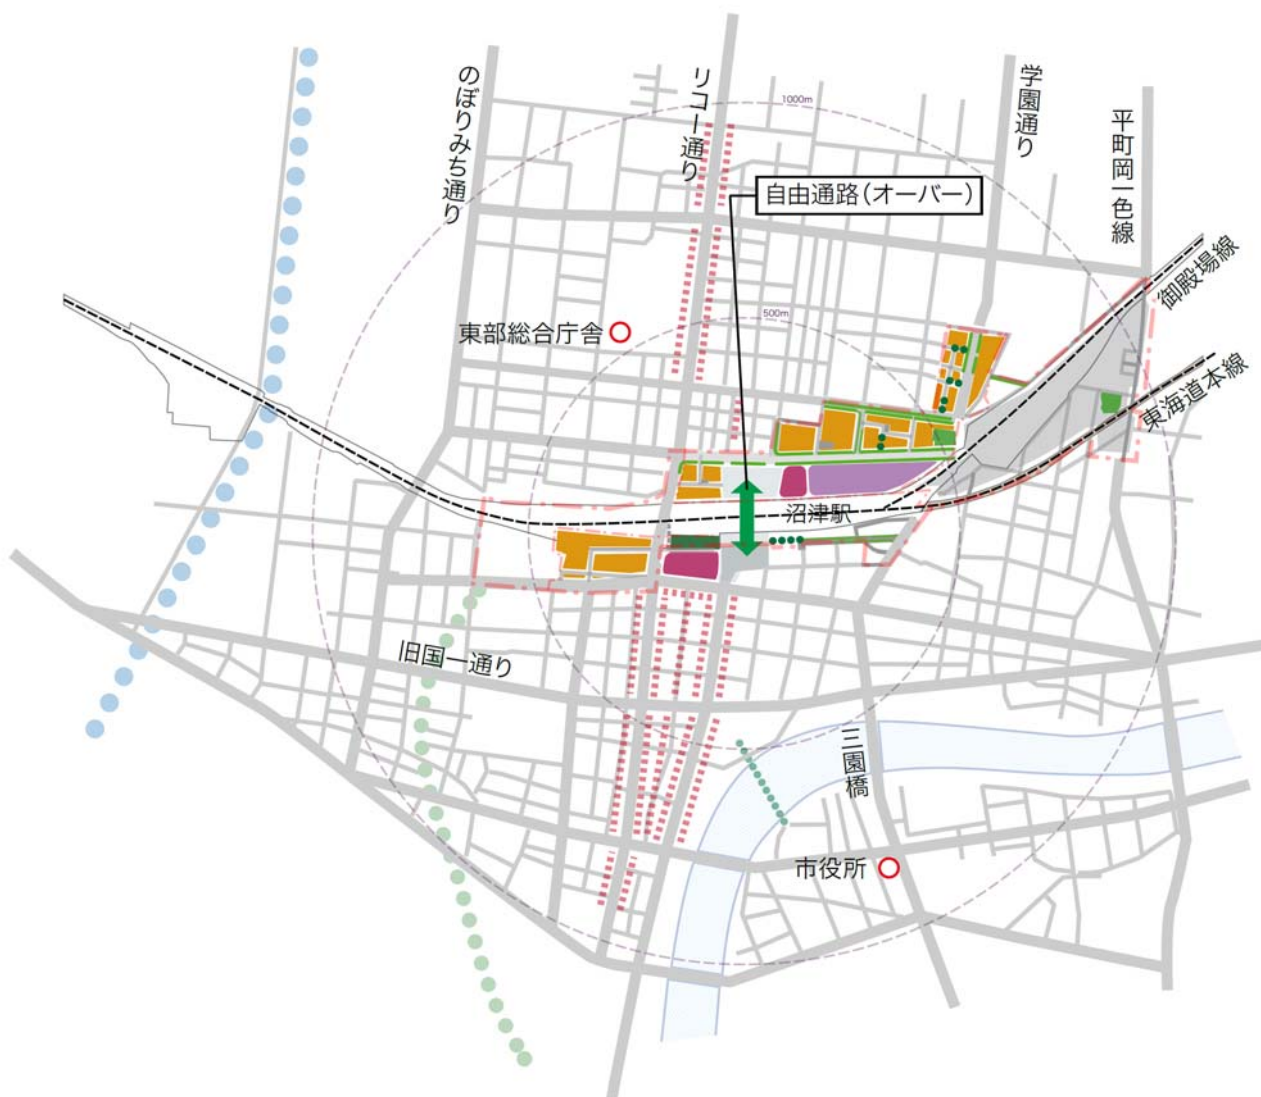 のぼりみち通り
リコー通り
1000m
学園通り
平町岡一色線
自由通路（オーバー）
御殿場線
500m
東部総合庁舎
東海道本線
沼津駅
旧国一通り
三園橋
市役所